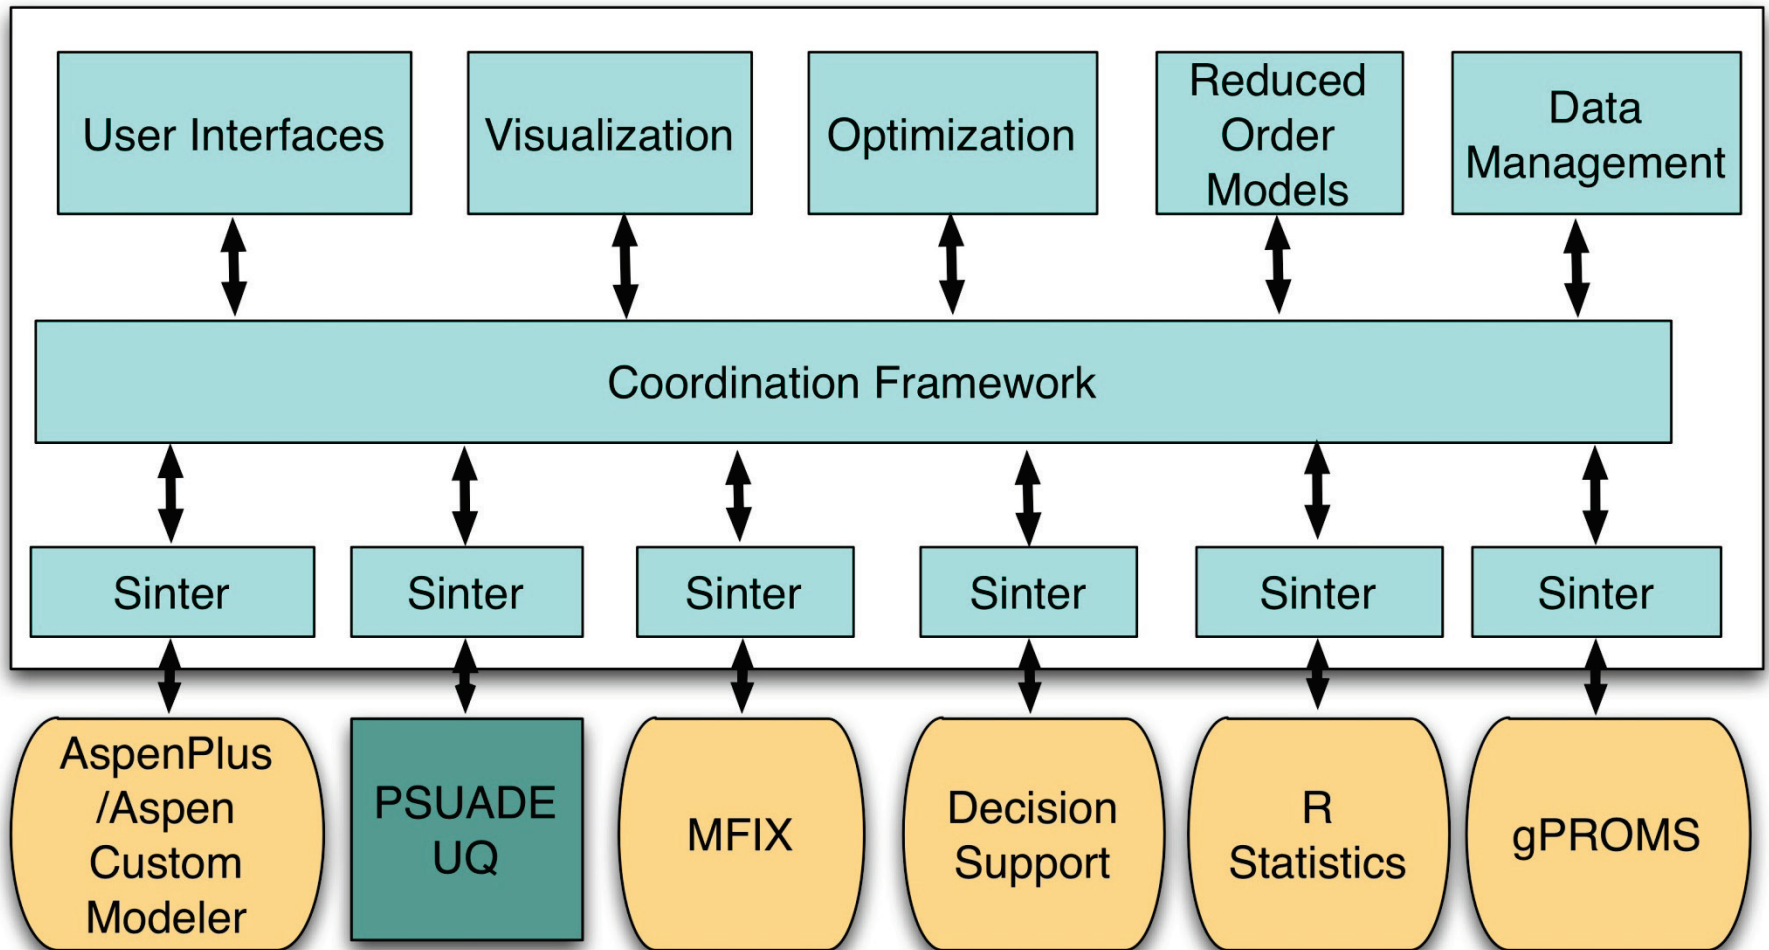 User Interfaces
Visualization
Optimization
Reduced
Order
Models
Data
Management
Coordination Framework
Sinter
Sinter
Sinter
Sinter
Sinter
Sinter
AspenPlus
/Aspen
Custom
Modeler
PSUADE
UQ
MFIX
Decision
Support
R
Statistics
gPROMS